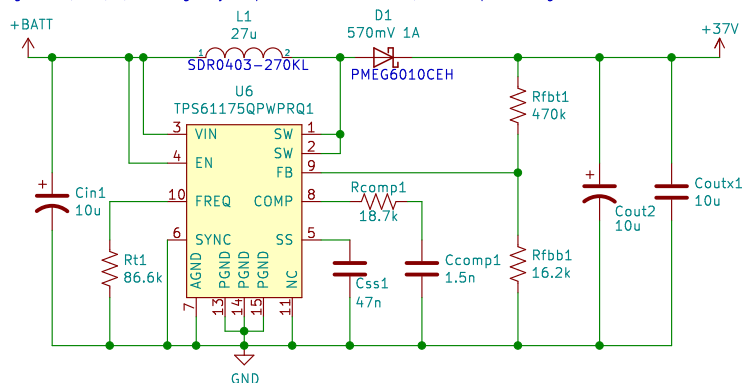 +BATT
L1
27u
1
2
SDR0403-270KL
D1
570mV 1A
PMEG6010CEH
+37V
U6
TPS61175QPWPRQ1
3
VIN
SW
1
4
EN
SW
2
FB
9
10
FREQ
COMP
8
6
SYNC
SS
5
AGND
PGND
PGND
PGND
NC
7
13
14
15
11
Cin1
10u
Rt1
86.6k
Rcomp1
18.7k
Css1
47n
Ccomp1
1.5n
Rfbt1
470k
Rfbb1
16.2k
Cout2
10u
Coutx1
10u
GND